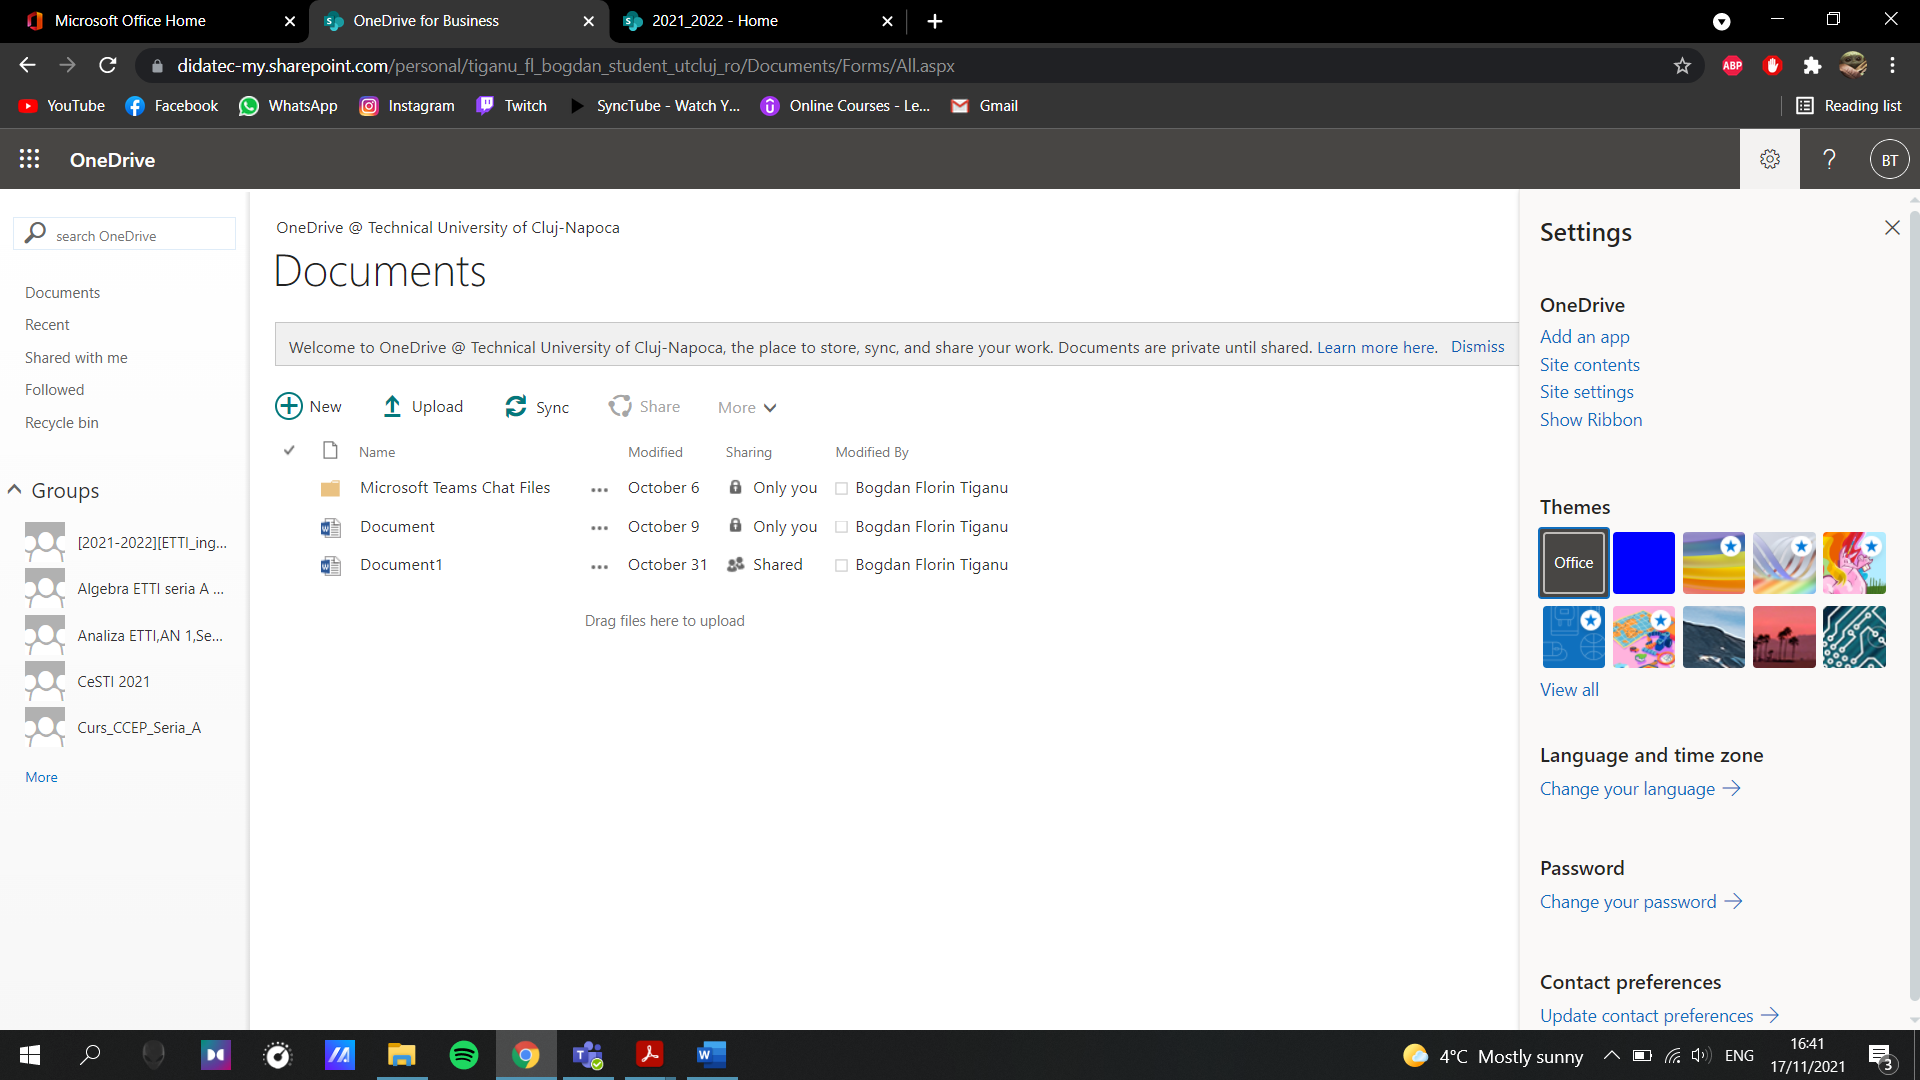 Microsoft Office Home
OneDrive for Business
2021_2022 - Home
didatec-my.sharepoint.com/personal/tiganu_fl_bogdan_student_utcluj_ro/Documents/Forms/All.aspx
ABP
YouTube
Facebook
WhatsApp
Instagram
Twitch
SyncTube - Watch Y...
Online Courses - Le...
Gmail
Reading list
OneDrive
?
BT
search OneDrive
Documents
Recent
Shared with me
Followed
Recycle bin
Groups
[2021-2022][ETTI_ing...
Algebra ETTI seria A ...
Analiza ETTI,AN 1,Se...
CeSTI 2021
Curs_CCEP_Seria_A
More
OneDrive @ Technical University of Cluj-Napoca
Documents
Welcome to OneDrive @ Technical University of Cluj-Napoca, the place to store, sync, and share your work. Documents are private until shared. Learn more here. Dismiss
New Upload Sync Share More
Name Modified Sharing Modified By
Microsoft Teams Chat Files ... October 6 Only you Bogdan Florin Tiganu
Document ... October 9 Only you Bogdan Florin Tiganu
Document1 ... October 31 Shared Bogdan Florin Tiganu
Drag files here to upload
Settings
OneDrive
Add an app
Site contents
Site settings
Show Ribbon
Themes
Office
View all
Language and time zone
Change your language
Password
Change your password
Contact preferences
Update contact preferences
4°C Mostly sunny
ENG
16:41
17/11/2021
3